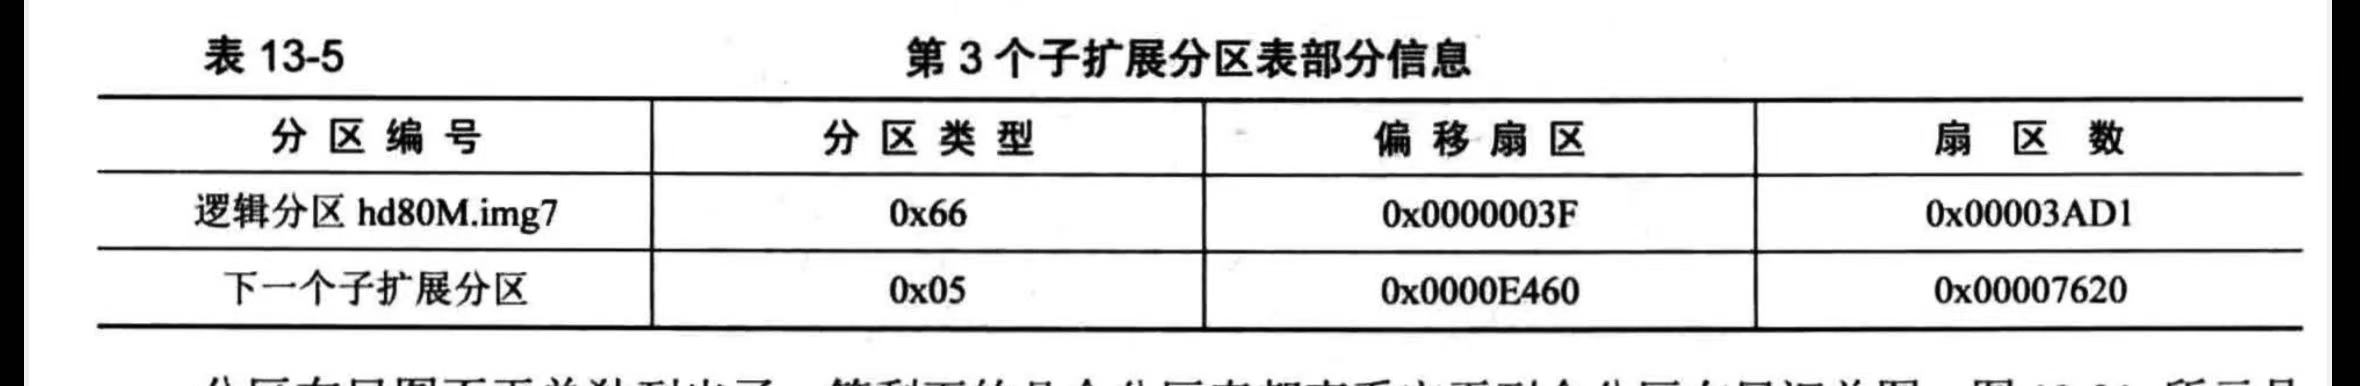 表 13-5 第 3 个子扩展分区表部分信息
分区编号 分区类型 偏移扇区 扇区数
逻辑分区 hd80M.img7 0x66 0x0000003F 0x00003AD1
下一个子扩展分区 0x05 0x0000E460 0x00007620